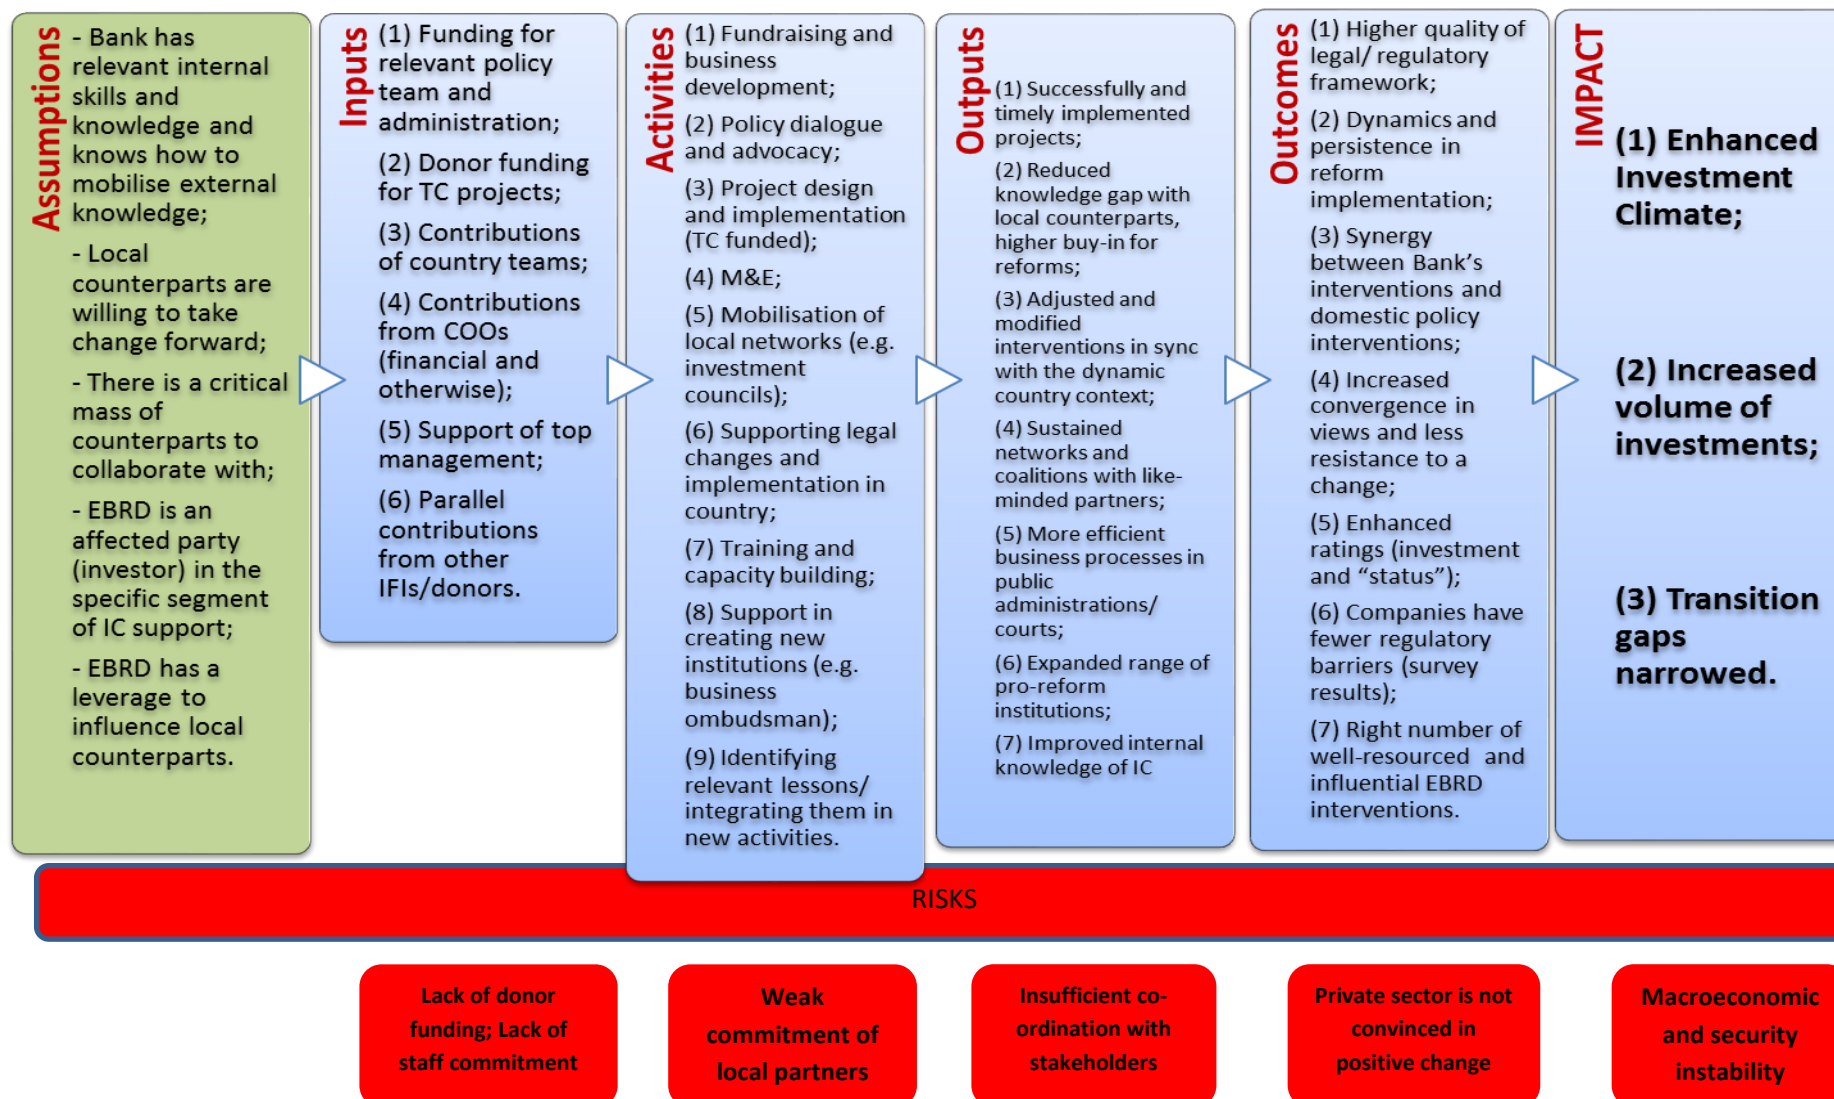 Assumptions
- Bank has
relevant internal
skills and
knowledge and
knows how to
mobilise external
knowledge;
- Local
counterparts are
willing to take
change forward;
- There is a critical
mass of
counterparts to
collaborate with;
- EBRD is an
affected party
(investor) in the
specific segment
of IC support;
- EBRD has a
leverage to
influence local
counterparts.
Inputs
(1) Funding for
relevant policy
team and
administration;
(2) Donor funding
for TC projects;
(3) Contributions
of country teams;
(4) Contributions
from COOs
(financial and
otherwise);
(5) Support of top
management;
(6) Parallel
contributions
from other
IFIs/donors.
Activities
(1) Fundraising and
business
development;
(2) Policy dialogue
and advocacy;
(3) Project design
and implementation
(TC funded);
(4) M&E;
(5) Mobilisation of
local networks (e.g.
investment
councils);
(6) Supporting legal
changes and
implementation in
country;
(7) Training and
capacity building;
(8) Support in
creating new
institutions (e.g.
business
ombudsman);
(9) Identifying
relevant lessons/
integrating them in
new activities.
Outputs
(1) Successfully and
timely implemented
projects;
(2) Reduced
knowledge gap with
local counterparts,
higher buy-in for
reforms;
(3) Adjusted and
modified
interventions in sync
with the dynamic
country context;
(4) Sustained
networks and
coalitions with like-
minded partners;
(5) More efficient
business processes in
public
administrations/
courts;
(6) Expanded range of
pro-reform
institutions;
(7) Improved internal
knowledge of IC
Outcomes
(1) Higher quality of
legal/ regulatory
framework;
(2) Dynamics and
persistence in
reform
implementation;
(3) Synergy
between Bank's
interventions and
domestic policy
interventions;
(4) Increased
convergence in
views and less
resistance to a
change;
(5) Enhanced
ratings (investment
and “status”);
(6) Companies have
fewer regulatory
barriers (survey
results);
(7) Right number of
well-resourced and
influential EBRD
interventions.
IMPACT
(1) Enhanced
Investment
Climate;
(2) Increased
volume of
investments;
(3) Transition
gaps
narrowed.
RISKS
Lack of donor
funding; Lack of
staff commitment
Weak
commitment of
local partners
Insufficient co-
ordination with
stakeholders
Private sector is not
convinced in
positive change
Macroeconomic
and security
instability